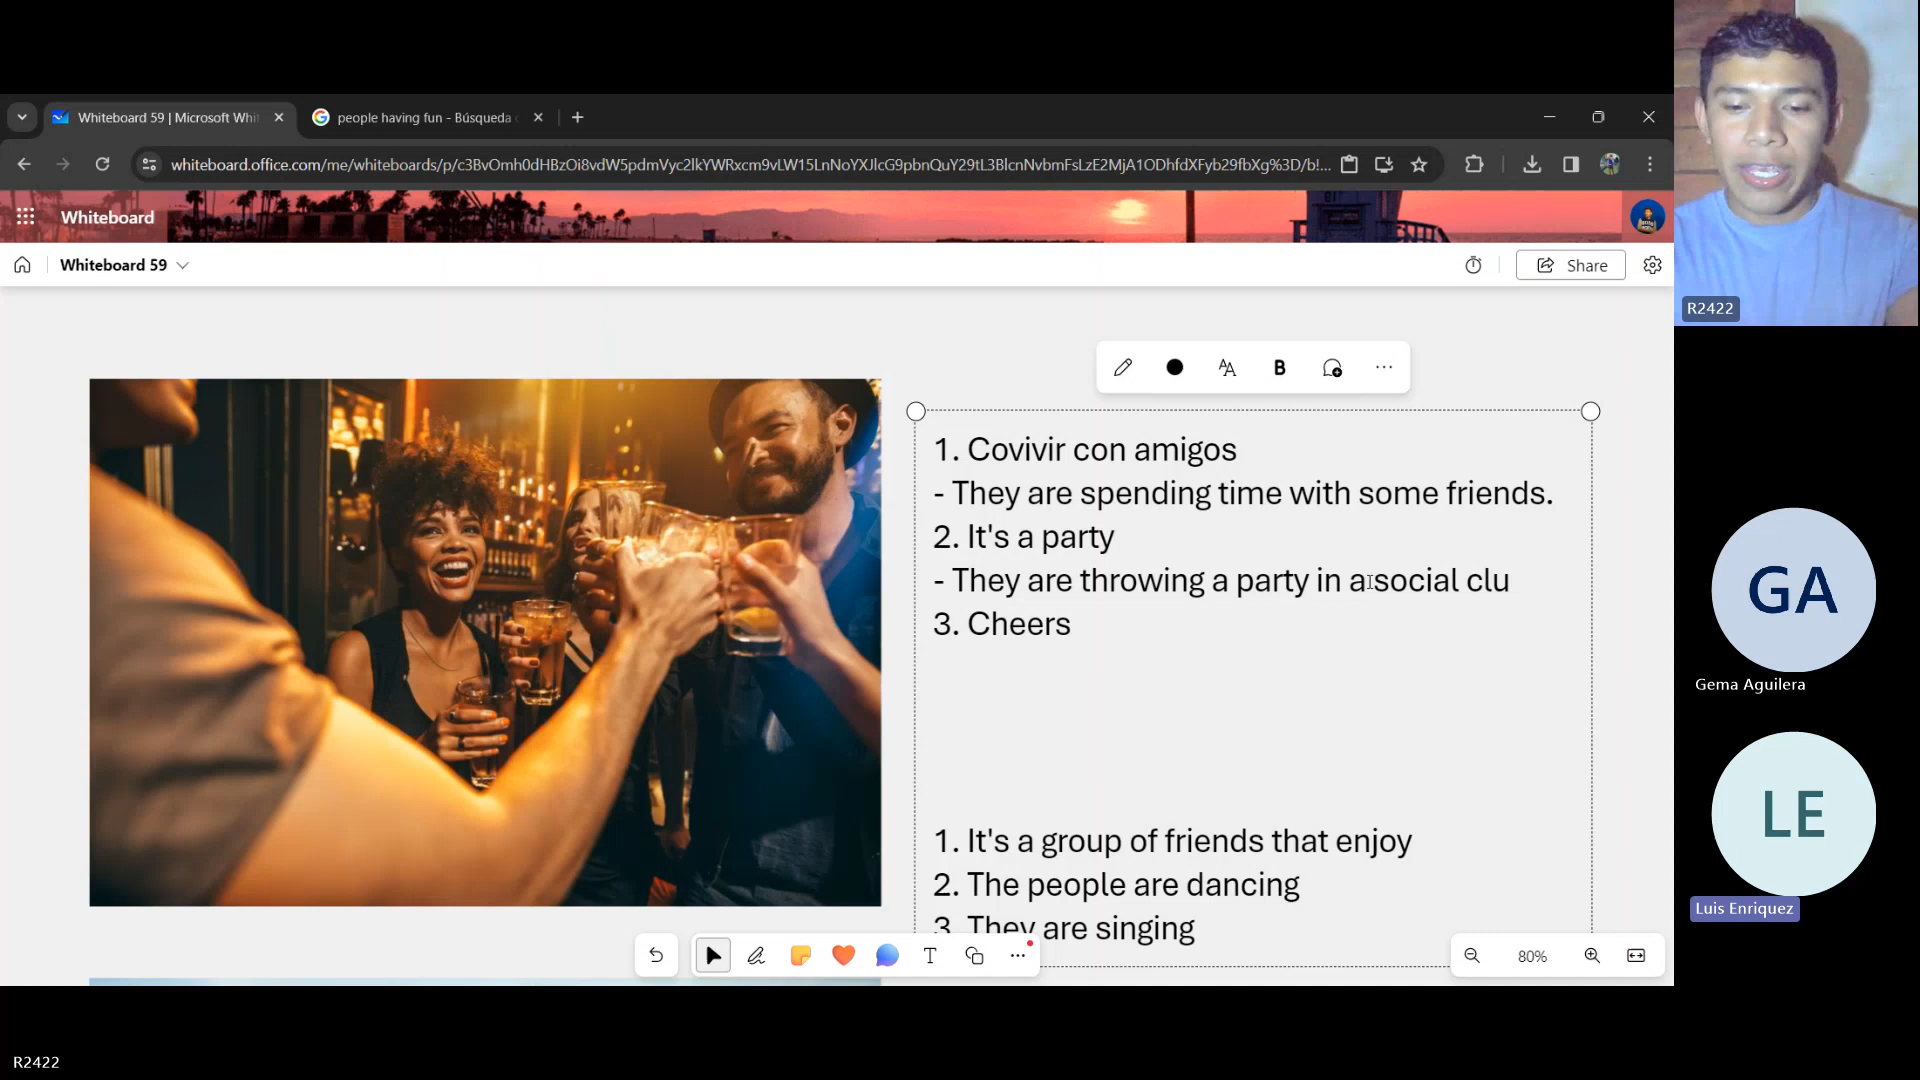 Whiteboard 59 | Microsoft Whi
people having fun - Búsqueda
whiteboard.office.com/me/whiteboards/p/c3BvOmh0dHBzOi8vdW5pdmVyc2lkYWRxcm9vLW15LnNoYXJlcG9pbnQuY29tL3BlcnNvbmFsLzE2MjA1ODhfdXFyb29fbXg%3D/b!...
Whiteboard
Whiteboard 59
Share
R2422
B
1. Covivir con amigos
- They are spending time with some friends.
2. It's a party
- They are throwing a party in a social clu
3. Cheers
GA
Gema Aguilera
1. It's a group of friends that enjoy
2. The people are dancing
3. They are singing
LE
Luis Enriquez
T
80%
R2422